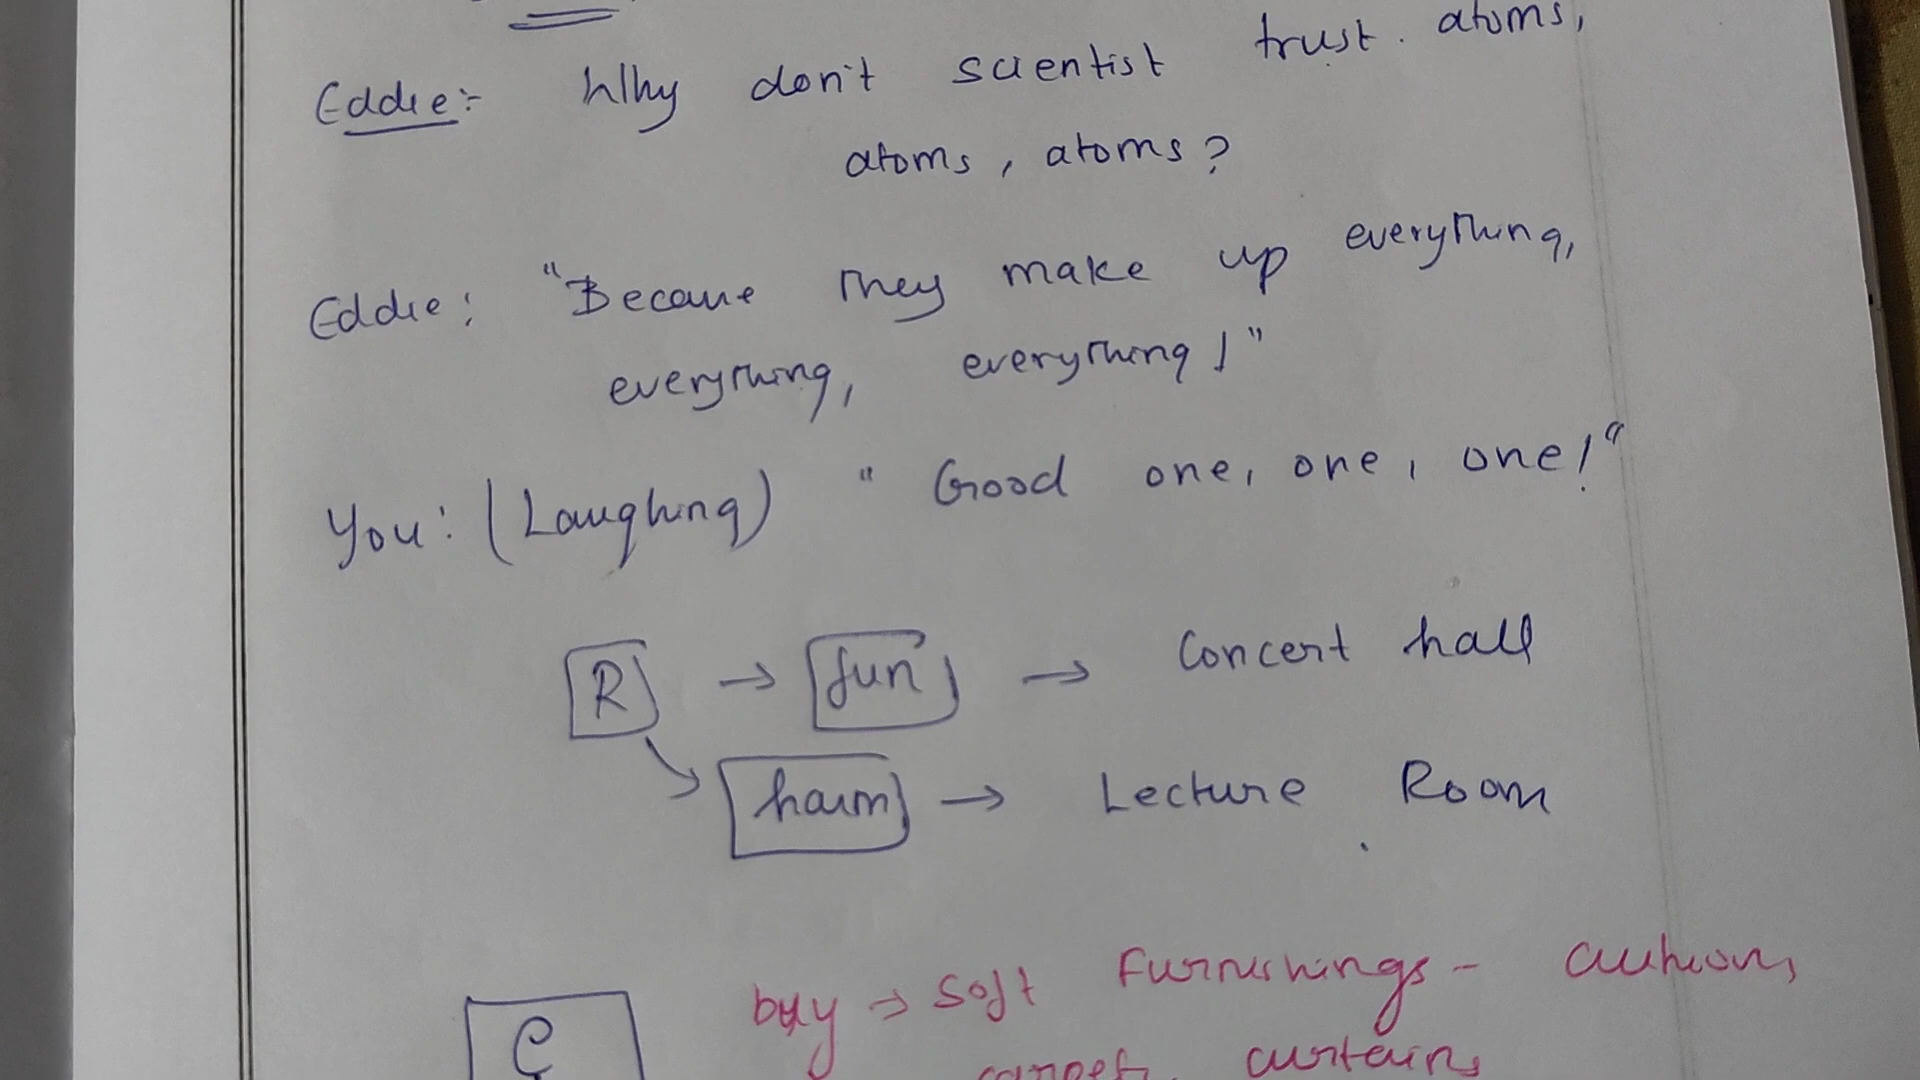 Eddie:- Why don't scientist trust. atoms,
atoms, atoms?
Eddie: "Because They make up everything,
everything, everything!"
You: (Laughing) "Good one, one, one!"
R → fun → Concert hall
→ harm → Lecture Room
buy → soft furnishings - cushions,
carpet, curtains